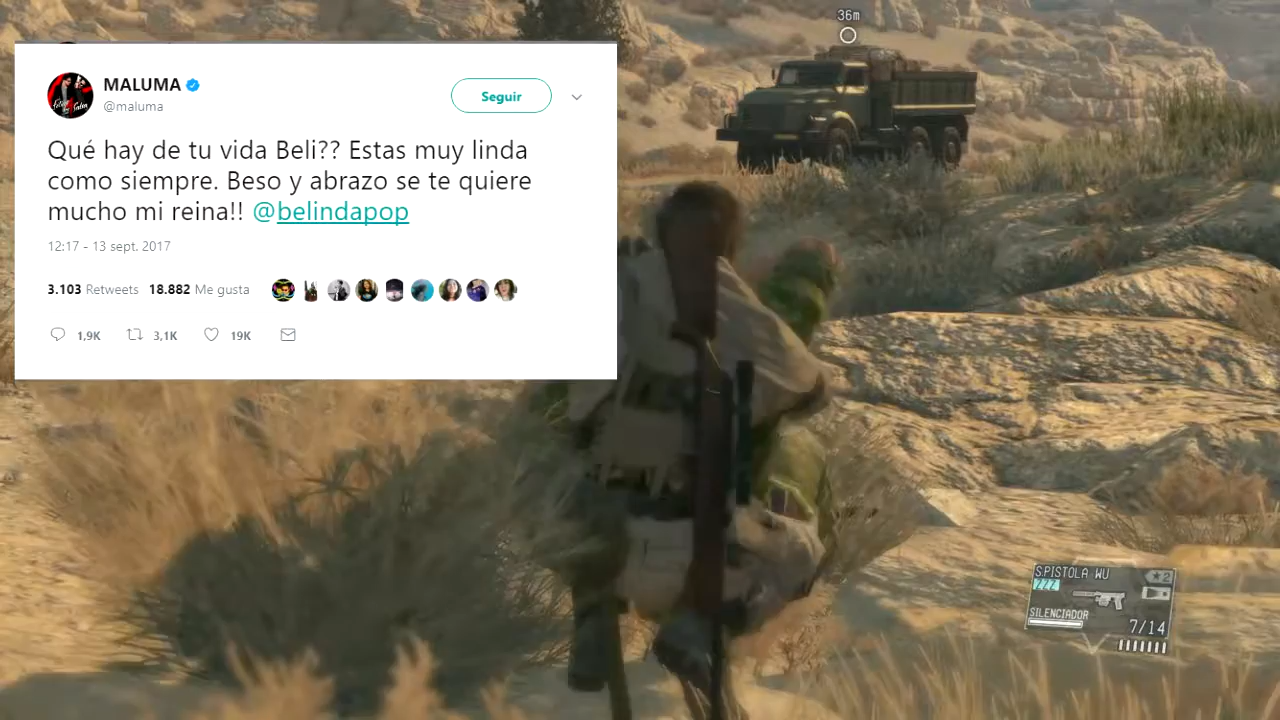 36m
MALUMA
@maluma
Seguir
Qué hay de tu vida Beli?? Estas muy linda
como siempre. Beso y abrazo se te quiere
mucho mi reina!! @belindapop
12:17 - 13 sept. 2017
3.103 Retweets 18.882 Me gusta
1,9K 3,1K 19K
S.PISTOLA WU
★2
ZZZ
SILENCIADOR
7/14